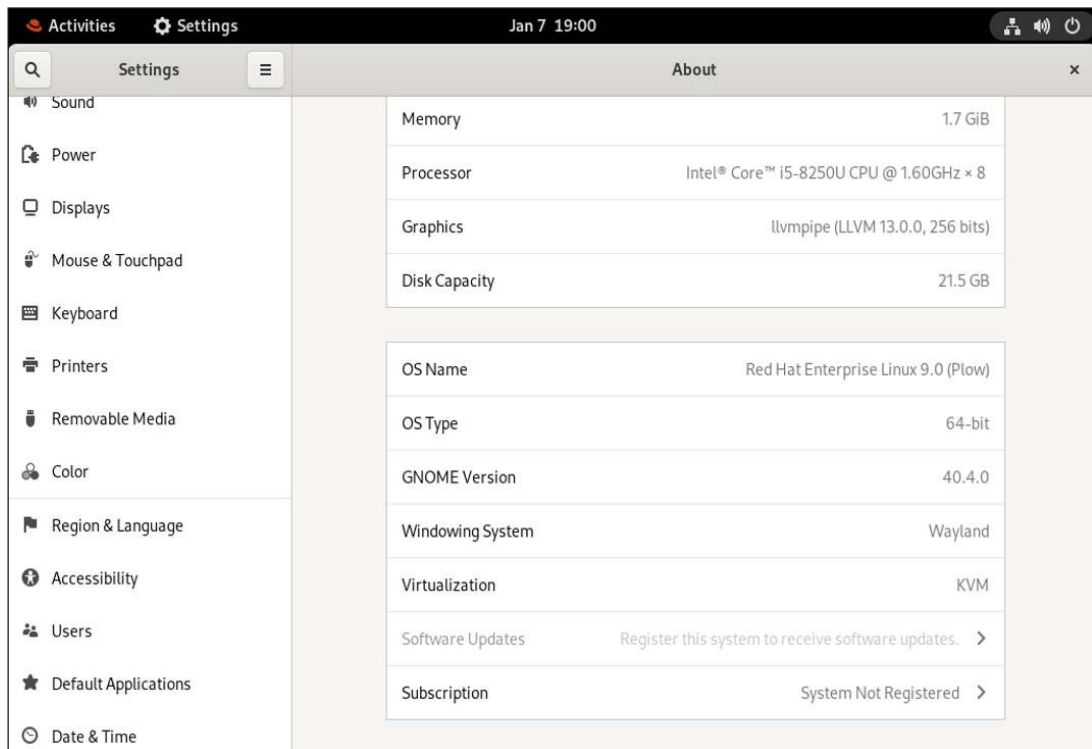 Activities Settings Jan 7 19:00
Settings About
Sound
Power
Displays
Mouse & Touchpad
Keyboard
Printers
Removable Media
Color
Region & Language
Accessibility
Users
Default Applications
Date & Time
Memory 1.7 GiB
Processor Intel® Core™ i5-8250U CPU @ 1.60GHz × 8
Graphics llvmpipe (LLVM 13.0.0, 256 bits)
Disk Capacity 21.5 GB
OS Name Red Hat Enterprise Linux 9.0 (Plow)
OS Type 64-bit
GNOME Version 40.4.0
Windowing System Wayland
Virtualization KVM
Software Updates Register this system to receive software updates.
Subscription System Not Registered